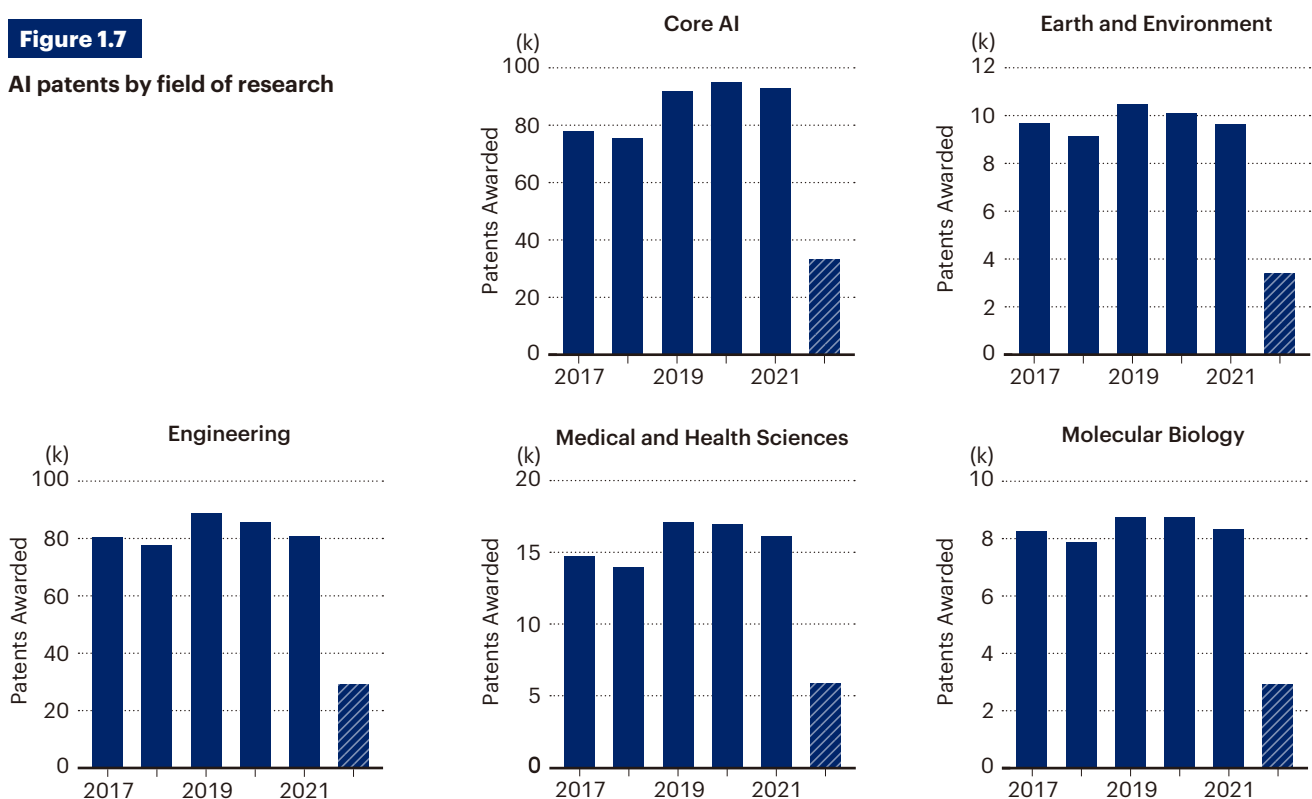 Figure 1.7
AI patents by field of research
Core AI
(k)
100
80
60
40
20
0
Patents Awarded
2017 2019 2021
Earth and Environment
(k)
12
10
8
6
4
2
0
Patents Awarded
2017 2019 2021
Engineering
(k)
100
80
60
40
20
0
Patents Awarded
2017 2019 2021
Medical and Health Sciences
(k)
20
15
10
5
0
Patents Awarded
2017 2019 2021
Molecular Biology
(k)
10
8
6
4
2
0
Patents Awarded
2017 2019 2021